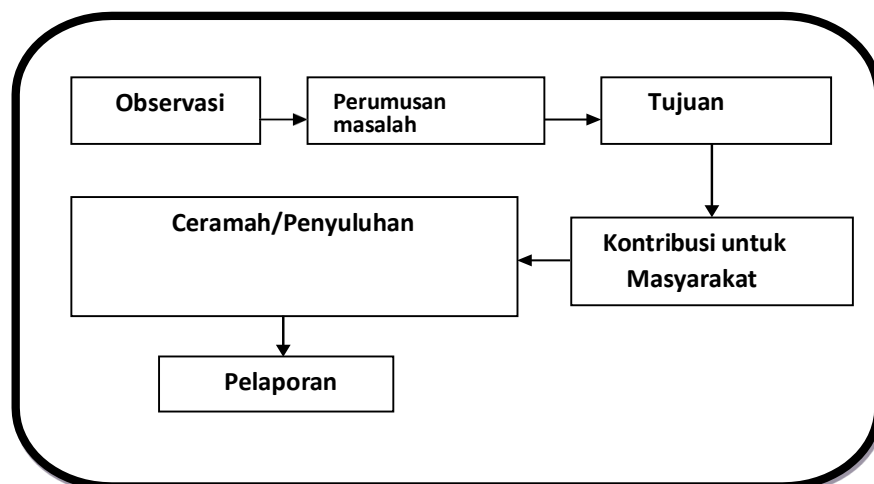 Observasi
Perumusan
masalah
Tujuan
Kontribusi untuk
Masyarakat
Ceramah/Penyuluhan
Pelaporan